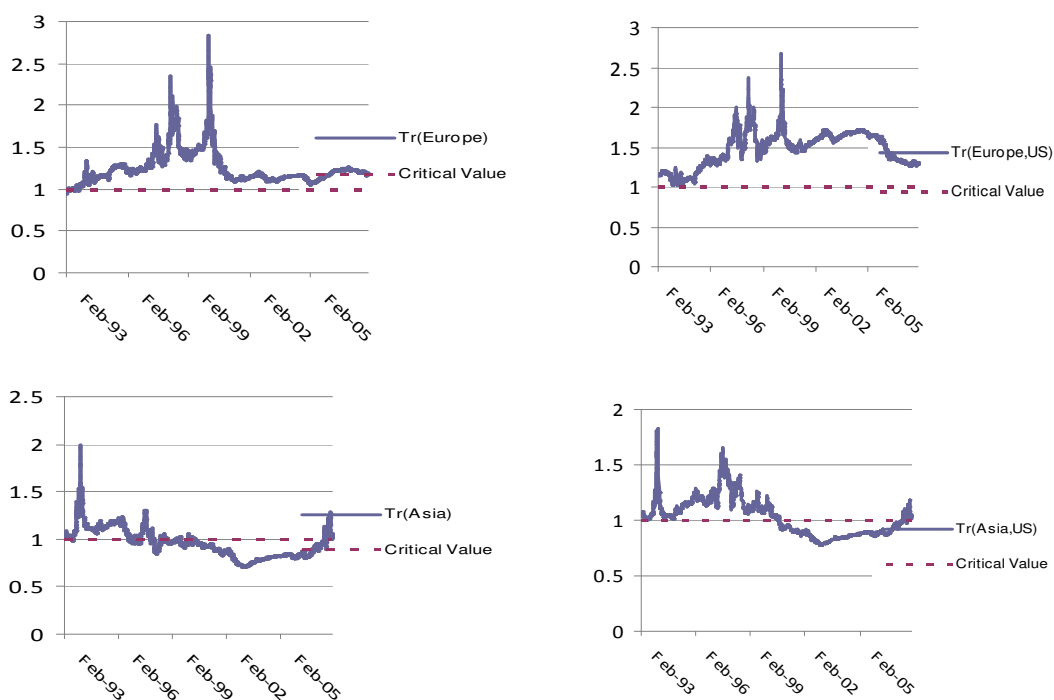 3
2.5
2
1.5
1
0.5
0
Tr(Europe)
Critical Value
Feb-93
Feb-96
Feb-99
Feb-02
Feb-05
3
2.5
2
1.5
1
0.5
0
Tr(Europe,US)
Critical Value
Feb-93
Feb-96
Feb-99
Feb-02
Feb-05
2.5
2
1.5
1
0.5
0
Tr(Asia)
Critical Value
Feb-93
Feb-96
Feb-99
Feb-02
Feb-05
2
1.5
1
0.5
0
Tr(Asia,US)
Critical Value
Feb-93
Feb-96
Feb-99
Feb-02
Feb-05